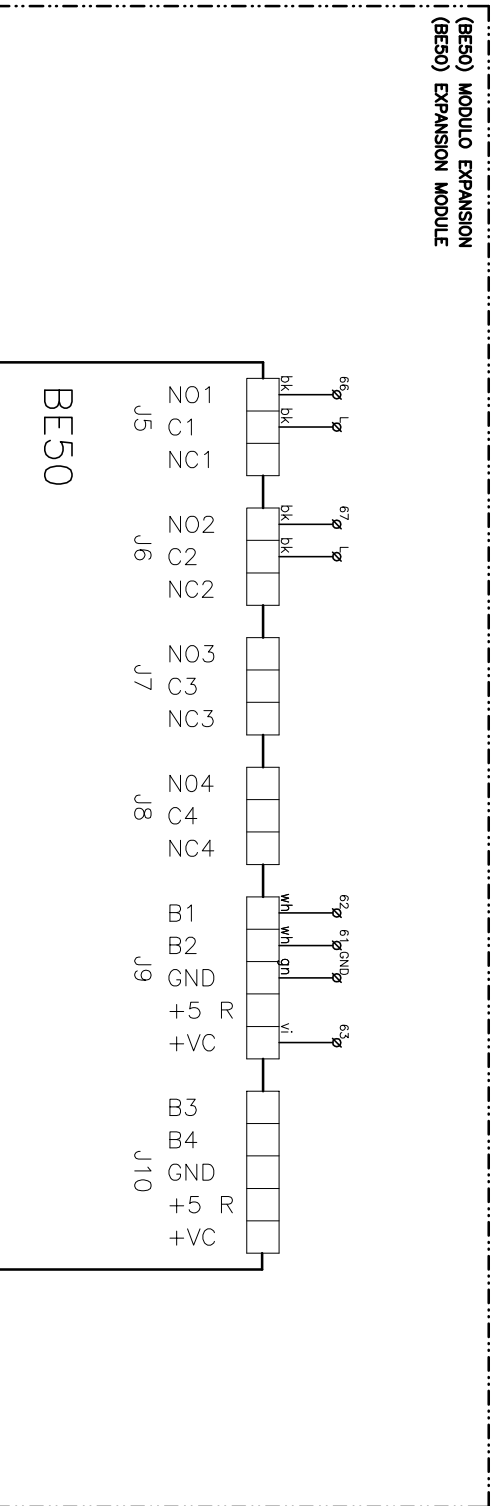 (BE50) MODULO EXPANSION
(BE50) EXPANSION MODULE
BE50
J5
NO1 bk 66
C1 bk L
NC1
J6
NO2 bk 67
C2 bk L
NC2
J7
NO3
C3
NC3
J8
NO4
C4
NC4
J9
B1 wh 62
B2 wh 61
GND gn GND
+5 R
+VC vi 63
J10
B3
B4
GND
+5 R
+VC